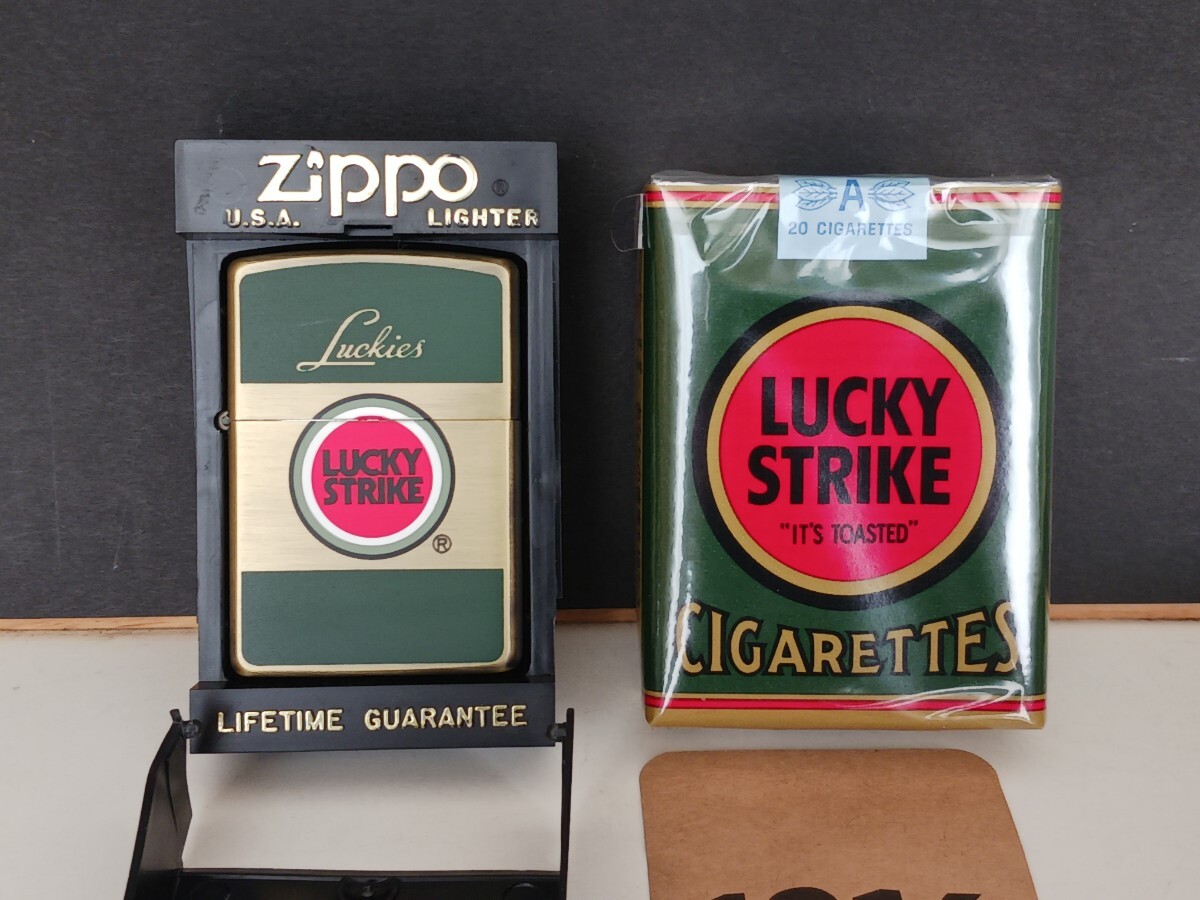 Zippo ®
U.S.A. LIGHTER
Luckies
LUCKY
STRIKE
®
LIFETIME GUARANTEE
A
20 CIGARETTES
LUCKY
STRIKE
"IT'S TOASTED"
CIGARETTES